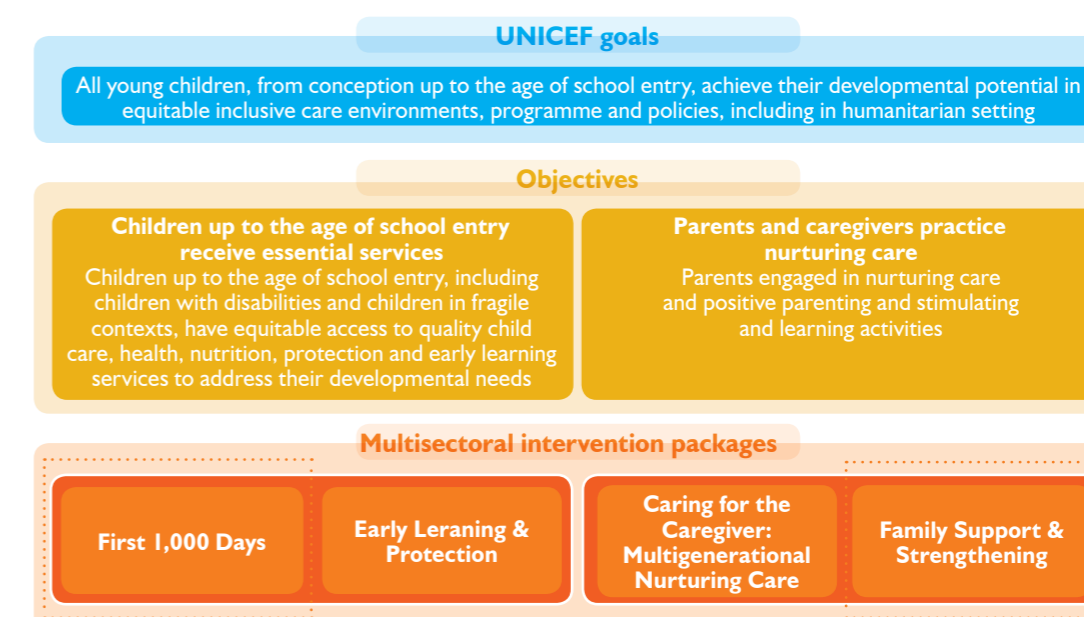 UNICEF goals
All young children, from conception up to the age of school entry, achieve their developmental potential in
equitable inclusive care environments, programme and policies, including in humanitarian setting
Objectives
Children up to the age of school entry
receive essential services
Children up to the age of school entry, including
children with disabilities and children in fragile
contexts, have equitable access to quality child
care, health, nutrition, protection and early learning
services to address their developmental needs
Parents and caregivers practice
nurturing care
Parents engaged in nurturing care
and positive parenting and stimulating
and learning activities
Multisectoral intervention packages
First 1,000 Days
Early Leraning &
Protection
Caring for the
Caregiver:
Multigenerational
Nurturing Care
Family Support &
Strengthening